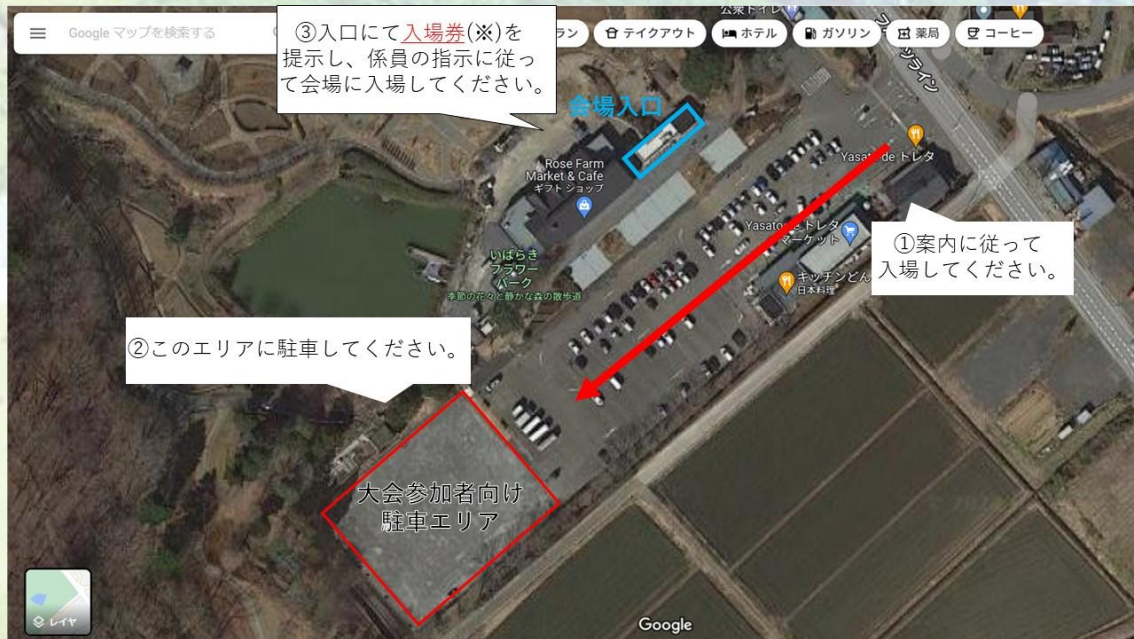 Google マップを検索する
公衆トイレ
ラン
テイクアウト
ホテル
ガソリン
薬局
コーヒー
③入口にて入場券(※)を
提示し、係員の指示に従っ
て会場に入場してください。
会場入口
Yasato de トレタ
Rose Farm
Market & Cafe
ギフト ショップ
Yasato de トレタ
マーケット
①案内に従って
入場してください。
いばらき
フラワー
パーク
季節の花々と静かな森の散歩道
キッチンどん
日本料理
②このエリアに駐車してください。
大会参加者向け
駐車エリア
レイヤ
Google